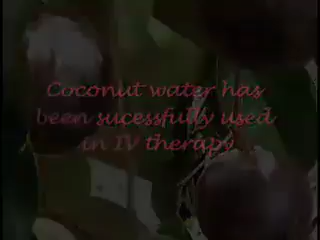 Coconut water has
been sucessfully used
in IV therapy